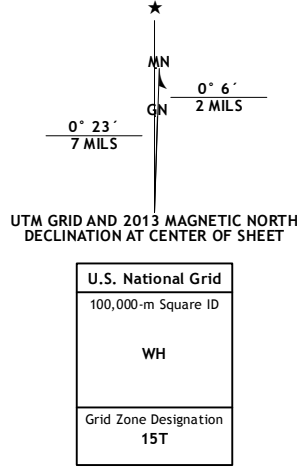 ★
MN
GN
0° 6´
2 MILS
0° 23´
7 MILS
UTM GRID AND 2013 MAGNETIC NORTH
DECLINATION AT CENTER OF SHEET
U.S. National Grid
100,000-m Square ID
WH
Grid Zone Designation
15T